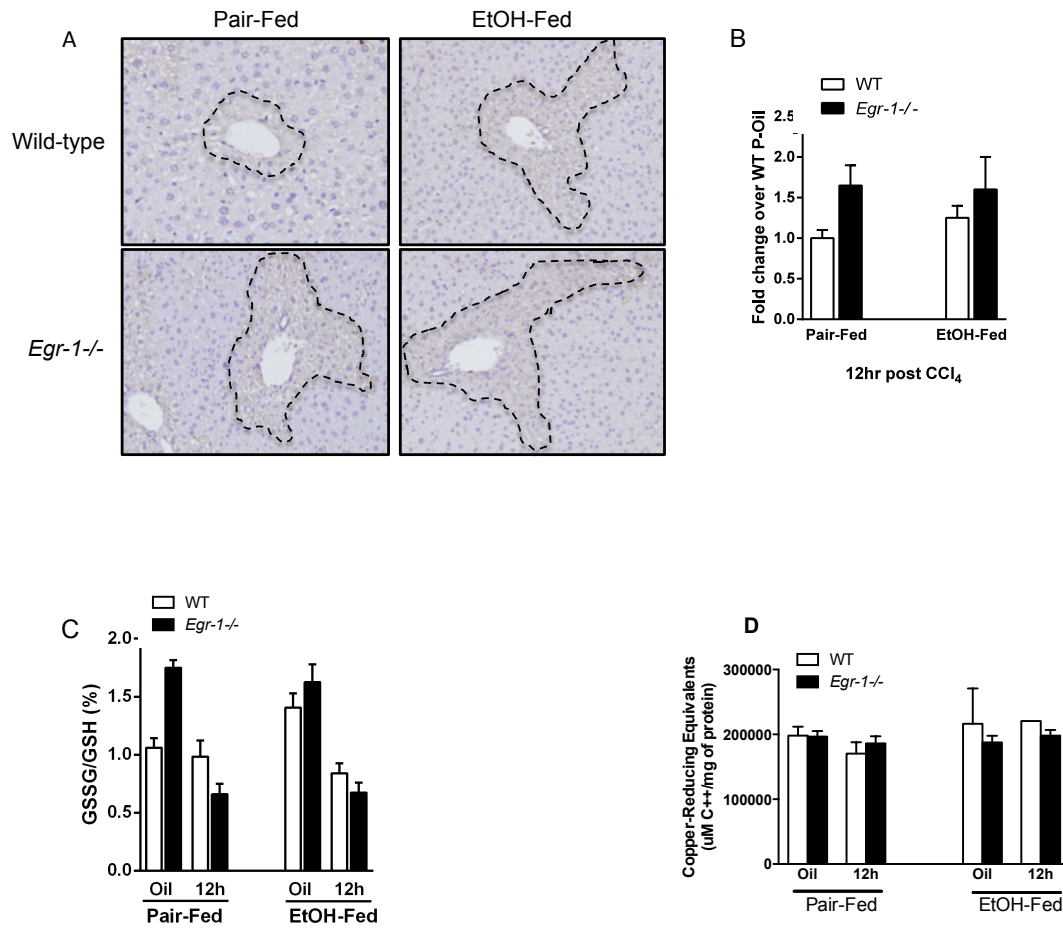 A
Pair-Fed
EtOH-Fed
Wild-type
Egr-1-/-
B
WT
Egr-1-/-
Fold change over WT P-Oil
2.5
2.0
1.5
1.0
0.5
0.0
Pair-Fed
EtOH-Fed
12hr post CCl4
C
WT
Egr-1-/-
GSSG/GSH (%)
2.0
1.5
1.0
0.5
0.0
Oil
12h
Oil
12h
Pair-Fed
EtOH-Fed
D
WT
Egr-1-/-
Copper-Reducing Equivalents
(uM C++/mg of protein)
300000
200000
100000
0
Oil
12h
Oil
12h
Pair-Fed
EtOH-Fed